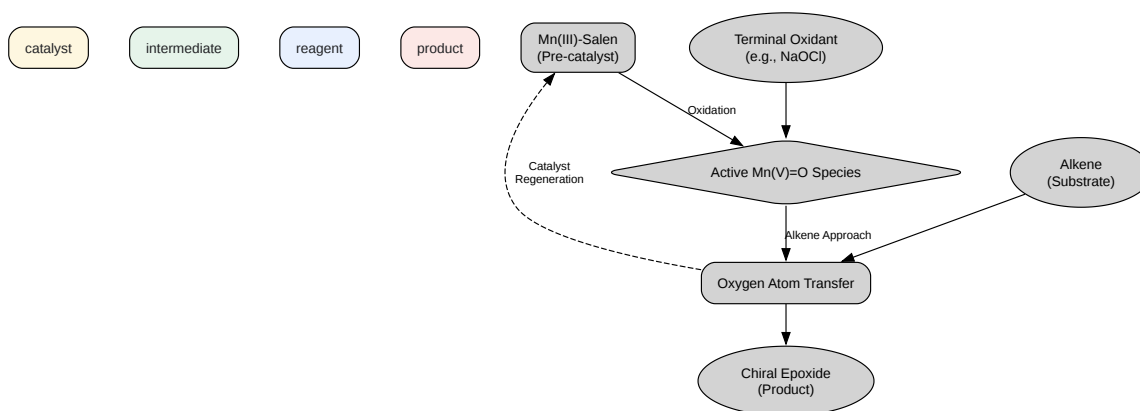 catalyst
intermediate
reagent
product
Mn(III)-Salen
(Pre-catalyst)
Terminal Oxidant
(e.g., NaOCl)
Oxidation
Catalyst
Regeneration
Active Mn(V)=O Species
Alkene
(Substrate)
Alkene Approach
Oxygen Atom Transfer
Chiral Epoxide
(Product)